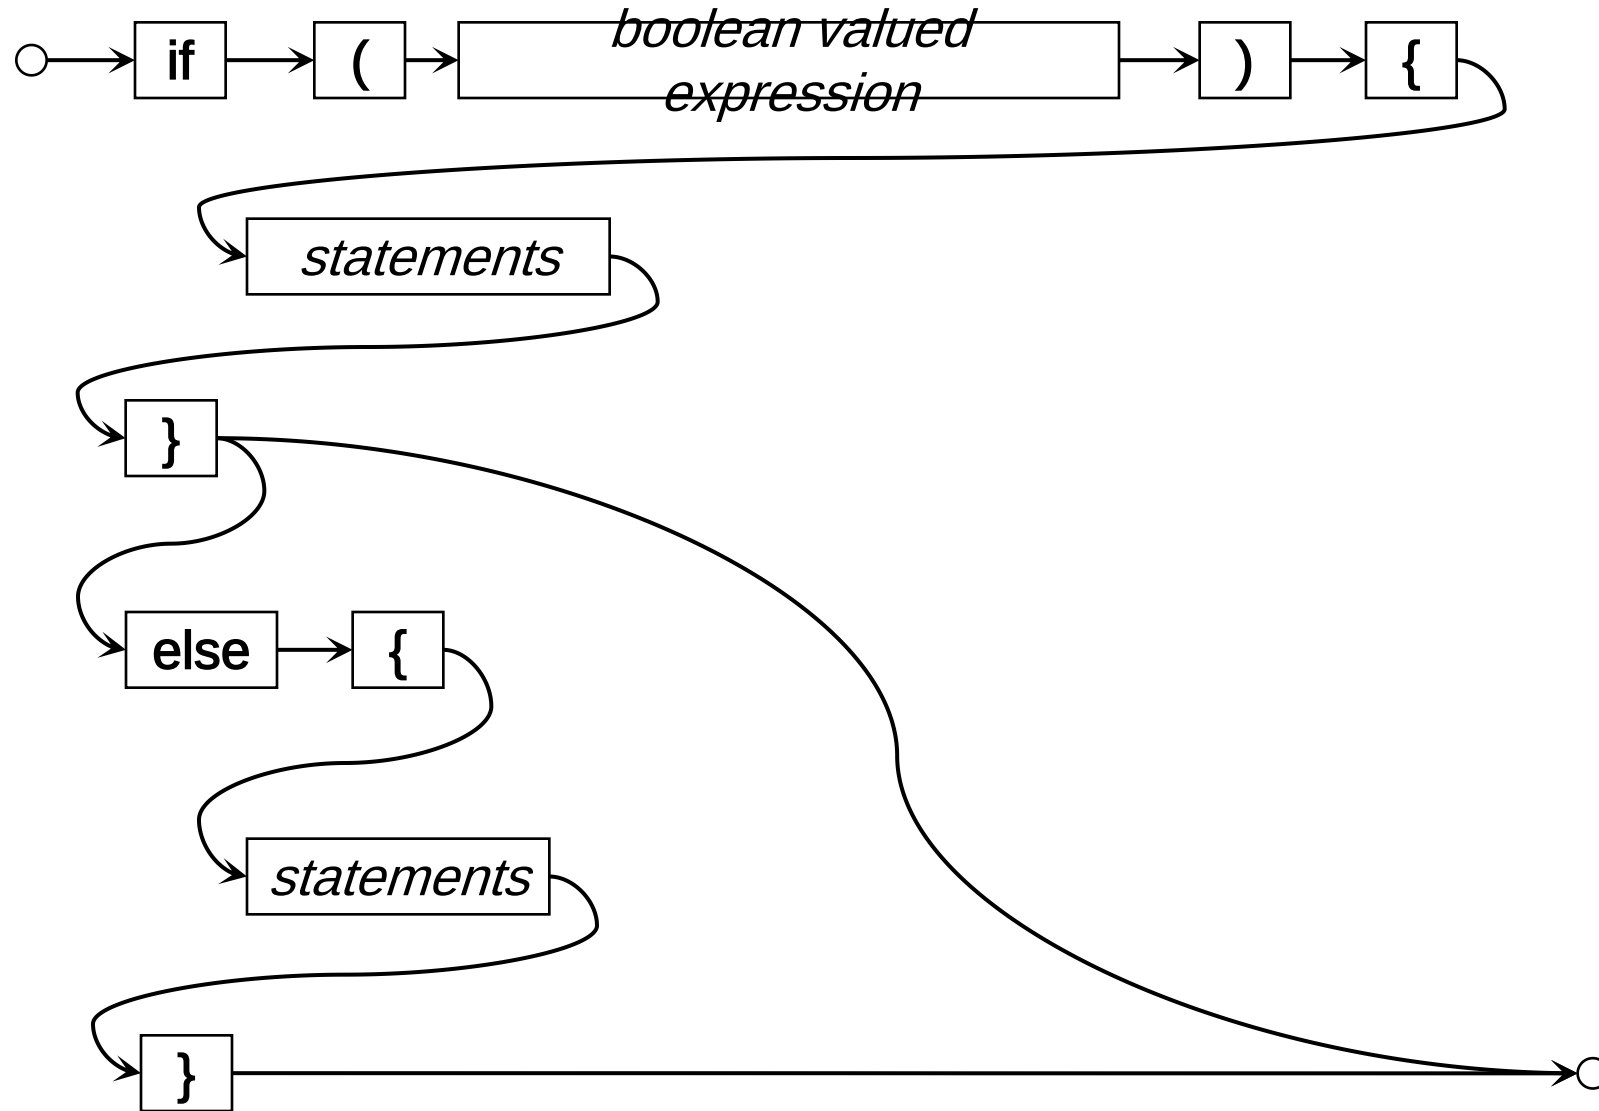 if ( boolean valued ) {
expression
statements
}
else {
statements
}